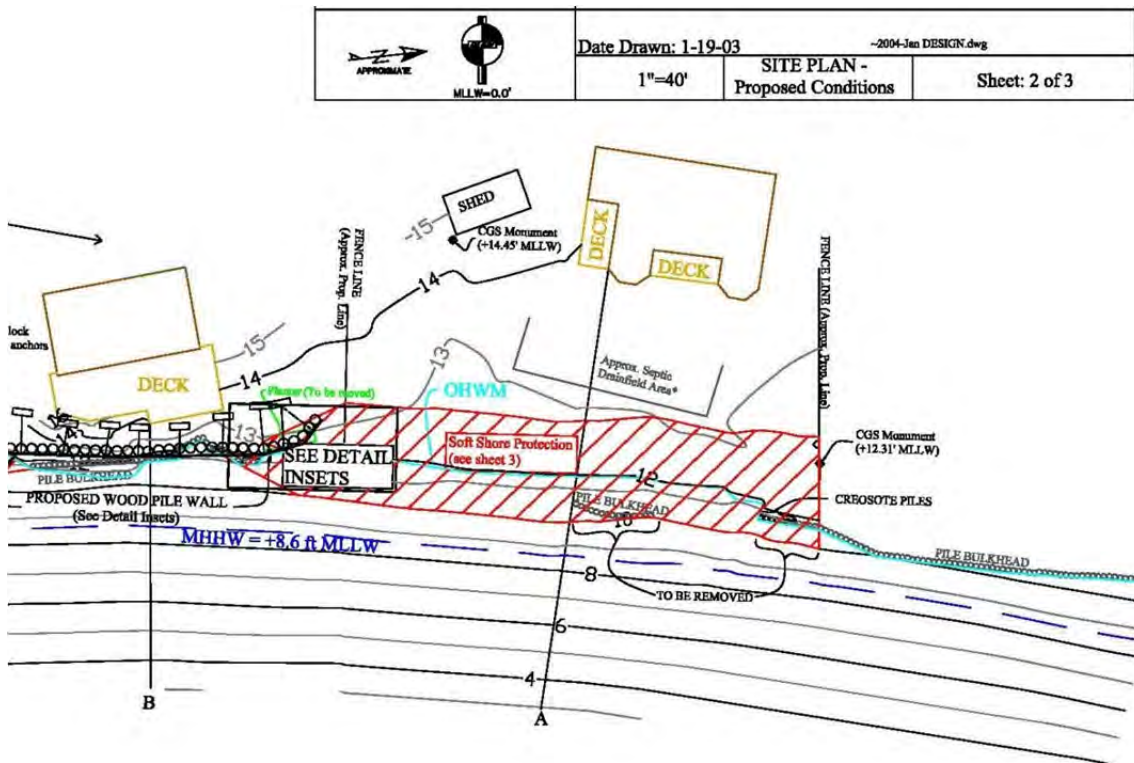 Date Drawn: 1-19-03
~2004-Jan DESIGN.dwg
APPROXIMATE
MLLW=0.0'
1"=40'
SITE PLAN -
Proposed Conditions
Sheet: 2 of 3
SHED
-15
CGS Monument
(+14.45' MLLW)
DECK
DECK
FENCE LINE
(Approx. Prop. Line)
FENCE LINE (Approx. Prop. Line)
14
lock
anchors
15
DECK
14
13
Approx. Septic
Drainfield Area*
Planter (To be moved)
OHWM
13
14
Soft Shore Protection
(see sheet 3)
CGS Monument
(+12.31' MLLW)
SEE DETAIL
INSETS
12
PILE BULKHEAD
PILE BULKHEAD
CREOSOTE PILES
PROPOSED WOOD PILE WALL
(See Detail Insets)
10
PILE BULKHEAD
MHHW = +8.6 ft MLLW
8
TO BE REMOVED
6
4
B
A